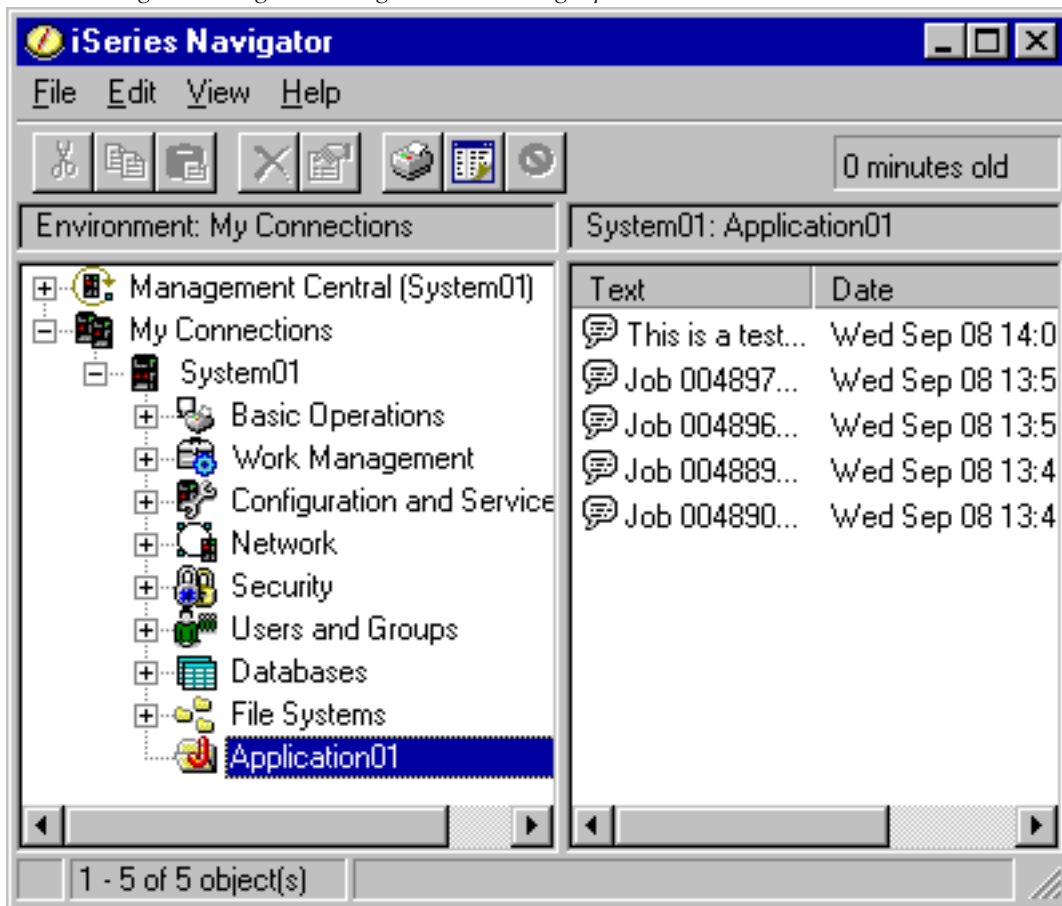 iSeries Navigator
File Edit View Help
0 minutes old
Environment: My Connections
System01: Application01
Management Central (System01)
My Connections
System01
Basic Operations
Work Management
Configuration and Service
Network
Security
Users and Groups
Databases
File Systems
Application01
Text Date
This is a test... Wed Sep 08 14:0
Job 004897... Wed Sep 08 13:5
Job 004896... Wed Sep 08 13:5
Job 004889... Wed Sep 08 13:4
Job 004890... Wed Sep 08 13:4
1 - 5 of 5 object(s)